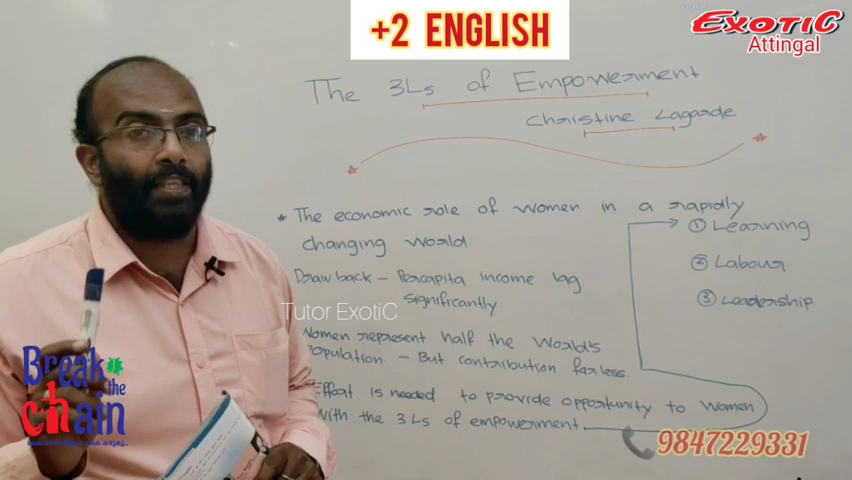 +2 ENGLISH
EXOTIC
Attingal
The 3Ls of Empowerment
Christine Lagarde
The economic role of women in a rapidly
changing world
Drawback – Percapita income lag
significantly
Women represent half the world's
Population – But contribution far less.
Effort is needed to provide opportunity to women
with the 3Ls of empowerment
① Learning
② Labour
③ Leadership
Tutor ExotiC
Break
the
chain
9847229331